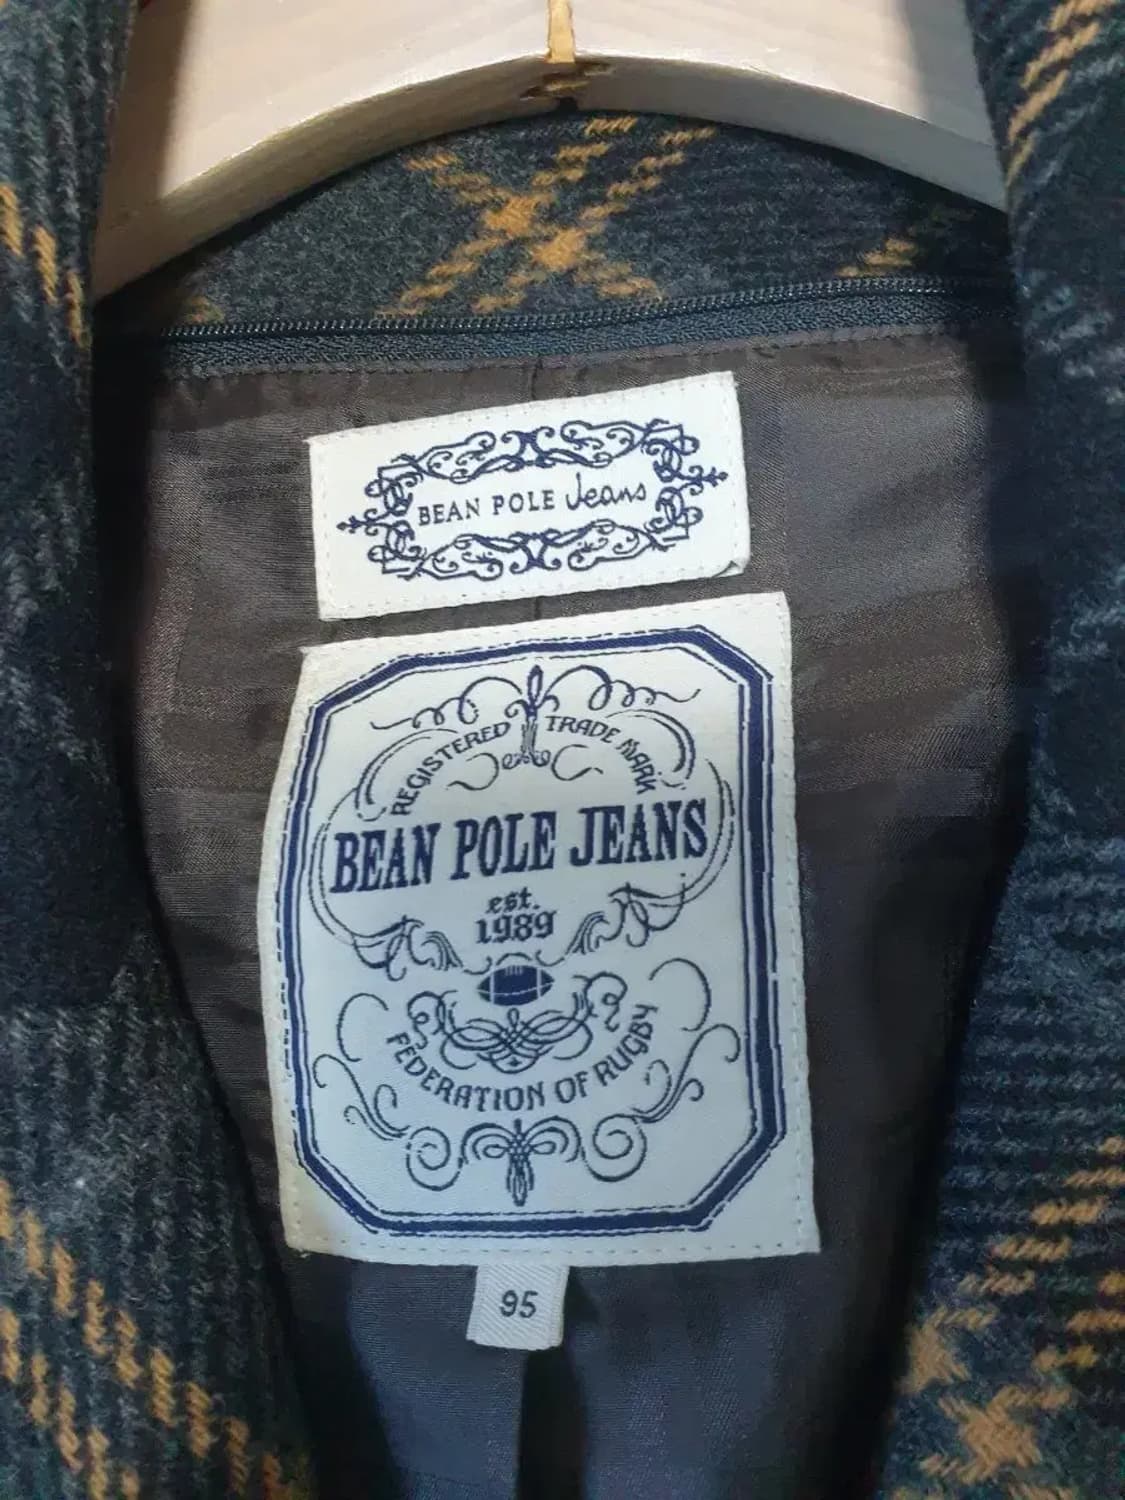 BEAN POLE Jeans
REGISTERED TRADE MARK
BEAN POLE JEANS
est.
1989
FEDERATION OF RUGBY
95